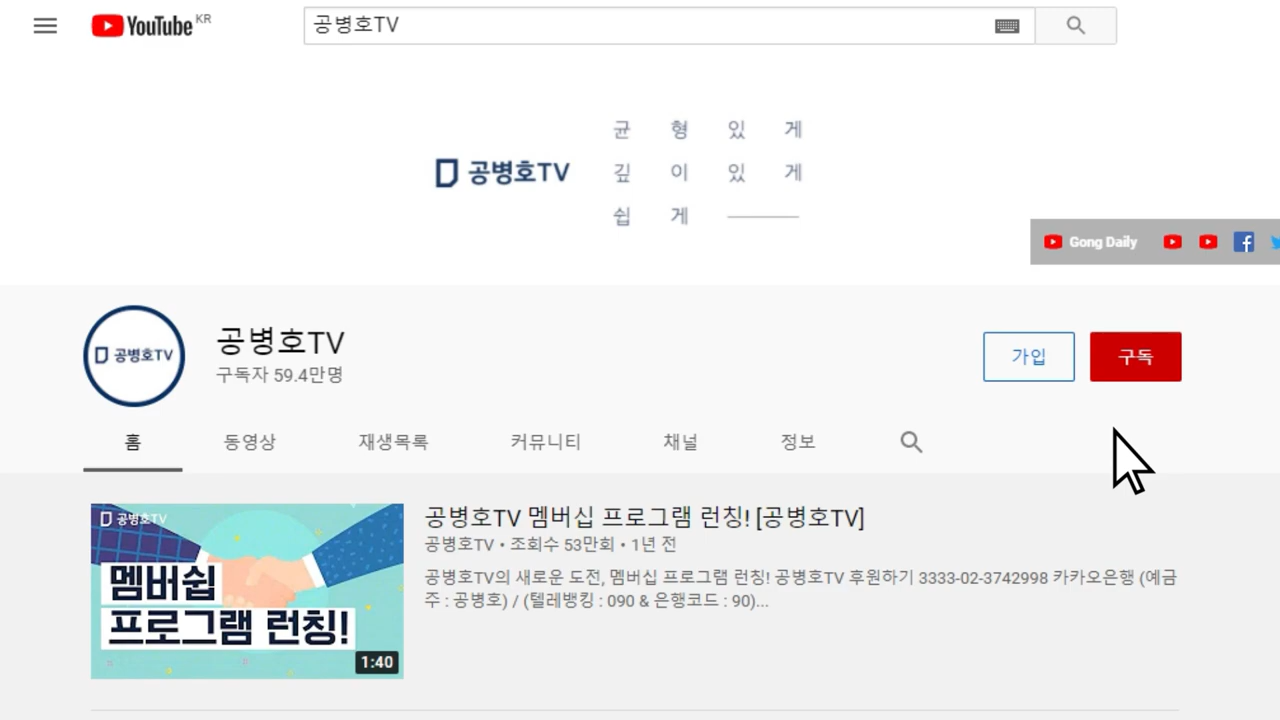 YouTube KR
공병호TV
공병호TV
균 형 있 게
깊 이 있 게
쉽 게
Gong Daily
공병호TV
공병호TV
구독자 59.4만명
가입
구독
홈 동영상 재생목록 커뮤니티 채널 정보
공병호TV
멤버쉽
프로그램 런칭!
1:40
공병호TV 멤버십 프로그램 런칭! [공병호TV]
공병호TV • 조회수 53만회 • 1년 전
공병호TV의 새로운 도전, 멤버십 프로그램 런칭! 공병호TV 후원하기 3333-02-3742998 카카오은행 (예금
주 : 공병호) / (텔레뱅킹 : 090 & 은행코드 : 90)...